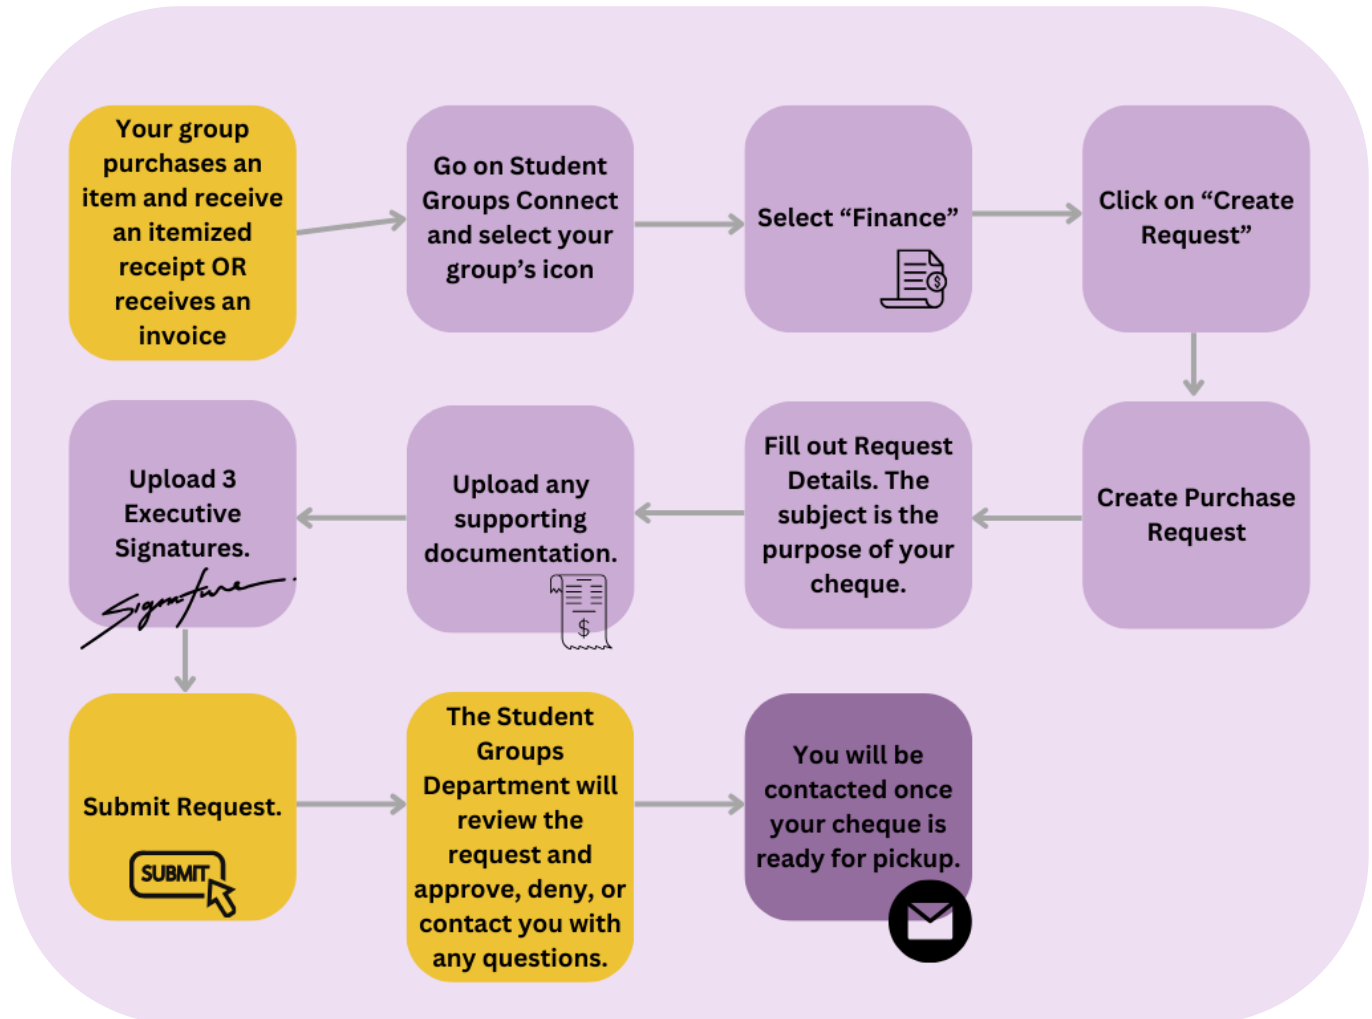 Your group
purchases an
item and receive
an itemized
receipt OR
receives an
invoice
Go on Student
Groups Connect
and select your
group’s icon
Select “Finance”
$
Click on “Create
Request”
Create Purchase
Request
Fill out Request
Details. The
subject is the
purpose of your
cheque.
Upload any
supporting
documentation.
$
Upload 3
Executive
Signatures.
Signature
Submit Request.
SUBMIT
The Student
Groups
Department will
review the
request and
approve, deny, or
contact you with
any questions.
You will be
contacted once
your cheque is
ready for pickup.